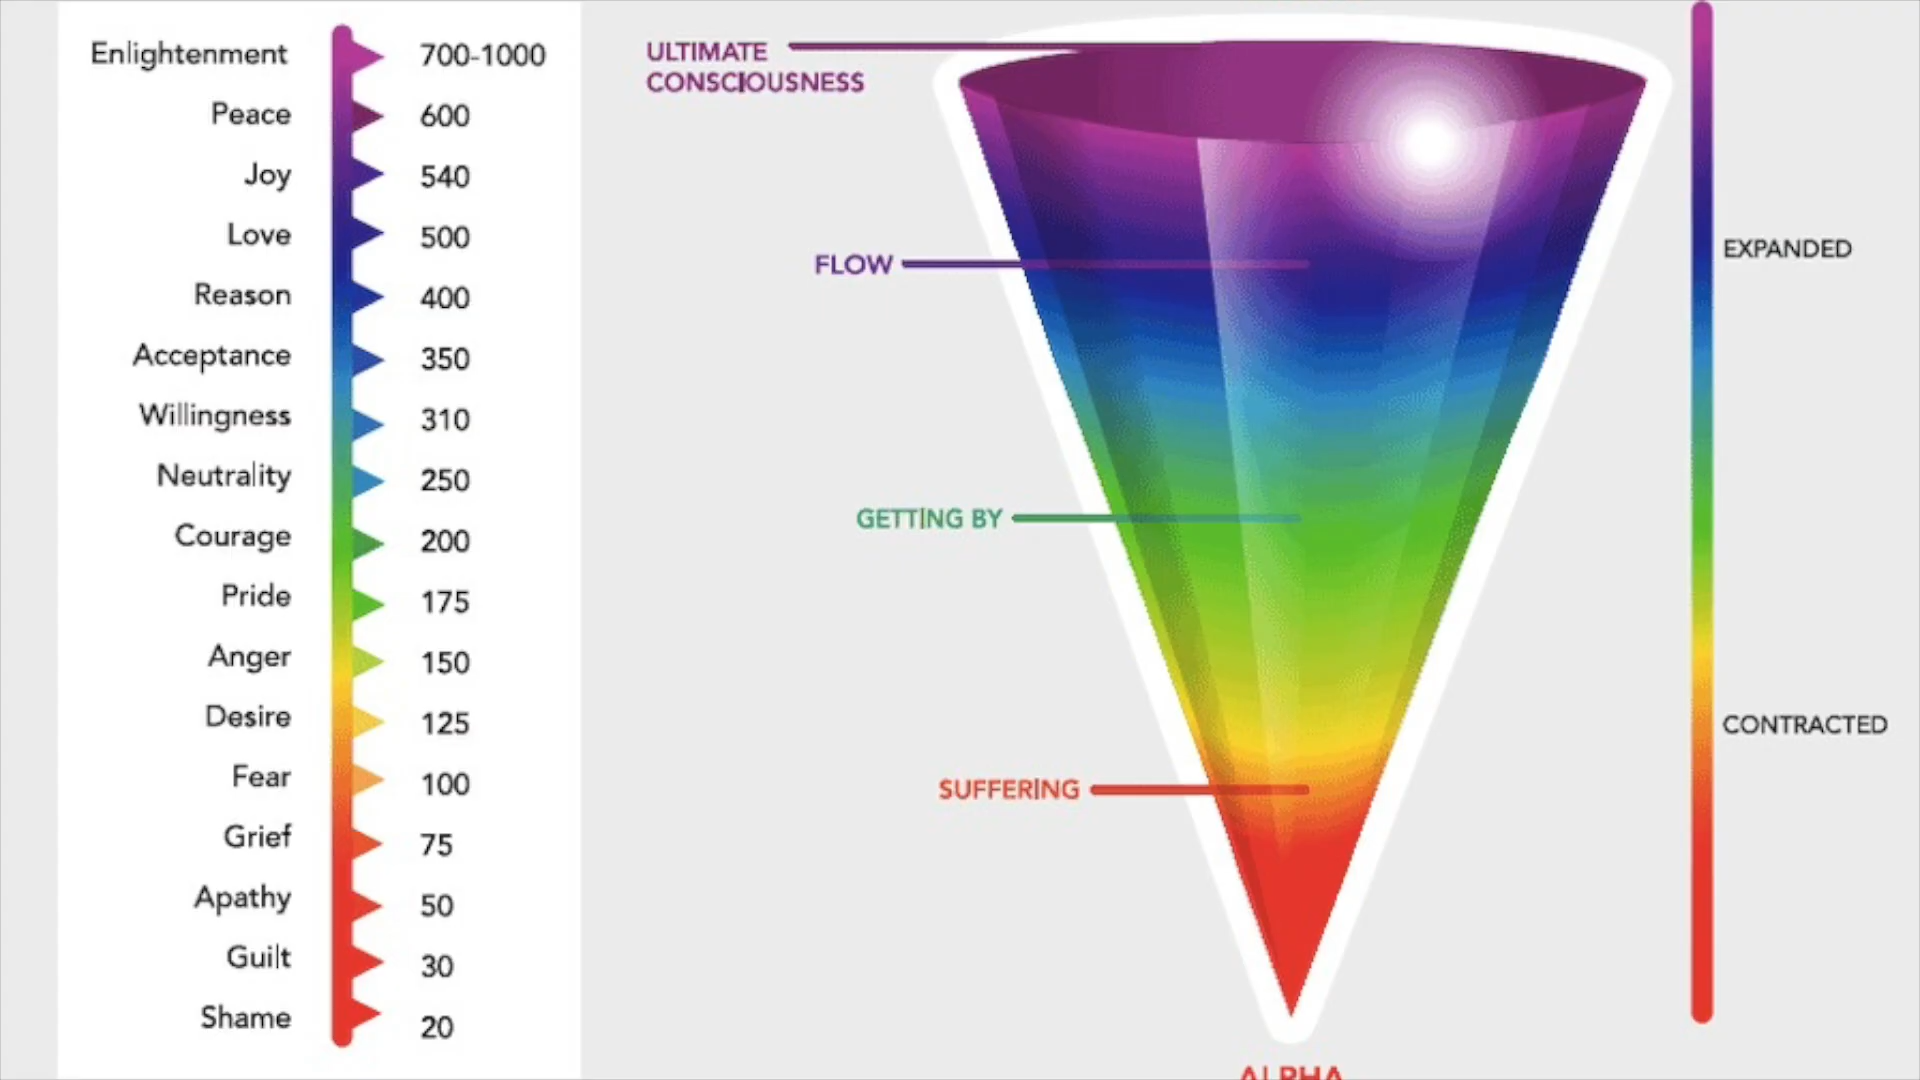 Enlightenment 700-1000
Peace 600
Joy 540
Love 500
Reason 400
Acceptance 350
Willingness 310
Neutrality 250
Courage 200
Pride 175
Anger 150
Desire 125
Fear 100
Grief 75
Apathy 50
Guilt 30
Shame 20
ULTIMATE
CONSCIOUSNESS
FLOW
GETTING BY
SUFFERING
ALPHA
EXPANDED
CONTRACTED